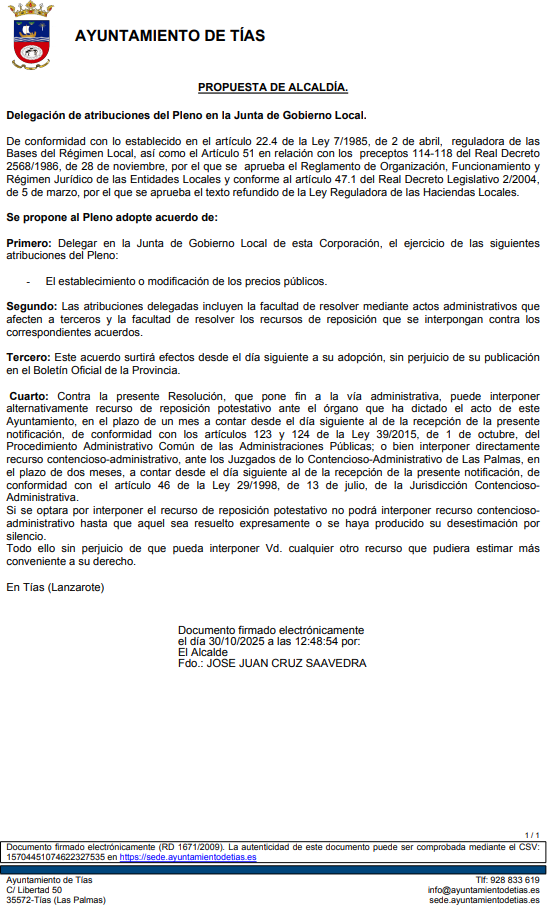 AYUNTAMIENTO DE TÍAS
PROPUESTA DE ALCALDÍA.
Delegación de atribuciones del Pleno en la Junta de Gobierno Local.
De conformidad con lo establecido en el artículo 22.4 de la Ley 7/1985, de 2 de abril, reguladora de las
Bases del Régimen Local, así como el Artículo 51 en relación con los preceptos 114-118 del Real Decreto
2568/1986, de 28 de noviembre, por el que se aprueba el Reglamento de Organización, Funcionamiento y
Régimen Jurídico de las Entidades Locales y conforme al artículo 47.1 del Real Decreto Legislativo 2/2004,
de 5 de marzo, por el que se aprueba el texto refundido de la Ley Reguladora de las Haciendas Locales.
Se propone al Pleno adopte acuerdo de:
Primero: Delegar en la Junta de Gobierno Local de esta Corporación, el ejercicio de las siguientes
atribuciones del Pleno:
- El establecimiento o modificación de los precios públicos.
Segundo: Las atribuciones delegadas incluyen la facultad de resolver mediante actos administrativos que
afecten a terceros y la facultad de resolver los recursos de reposición que se interpongan contra los
correspondientes acuerdos.
Tercero: Este acuerdo surtirá efectos desde el día siguiente a su adopción, sin perjuicio de su publicación
en el Boletín Oficial de la Provincia.
Cuarto: Contra la presente Resolución, que pone fin a la vía administrativa, puede interponer
alternativamente recurso de reposición potestativo ante el órgano que ha dictado el acto de este
Ayuntamiento, en el plazo de un mes a contar desde el día siguiente al de la recepción de la presente
notificación, de conformidad con los artículos 123 y 124 de la Ley 39/2015, de 1 de octubre, del
Procedimiento Administrativo Común de las Administraciones Públicas; o bien interponer directamente
recurso contencioso-administrativo, ante los Juzgados de lo Contencioso-Administrativo de Las Palmas, en
el plazo de dos meses, a contar desde el día siguiente al de la recepción de la presente notificación, de
conformidad con el artículo 46 de la Ley 29/1998, de 13 de julio, de la Jurisdicción Contencioso-
Administrativa.
Si se optara por interponer el recurso de reposición potestativo no podrá interponer recurso contencioso-
administrativo hasta que aquel sea resuelto expresamente o se haya producido su desestimación por
silencio.
Todo ello sin perjuicio de que pueda interponer Vd. cualquier otro recurso que pudiera estimar más
conveniente a su derecho.
En Tías (Lanzarote)
Documento firmado electrónicamente
el día 30/10/2025 a las 12:48:54 por:
El Alcalde
Fdo.: JOSE JUAN CRUZ SAAVEDRA
1 / 1
Documento firmado electrónicamente (RD 1671/2009). La autenticidad de este documento puede ser comprobada mediante el CSV:
15704451074622327535 en https://sede.ayuntamientodetias.es
Ayuntamiento de Tías
C/ Libertad 50
35572-Tías (Las Palmas)
Tlf: 928 833 619
info@ayuntamientodetias.es
sede.ayuntamientodetias.es